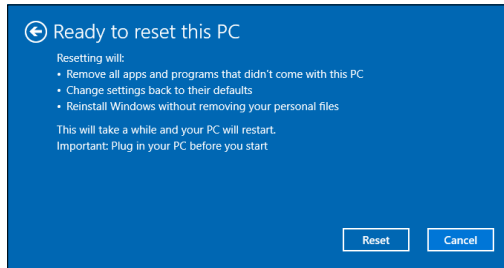 Ready to reset this PC
Resetting will:
• Remove all apps and programs that didn't come with this PC
• Change settings back to their defaults
• Reinstall Windows without removing your personal files
This will take a while and your PC will restart.
Important: Plug in your PC before you start
Reset Cancel